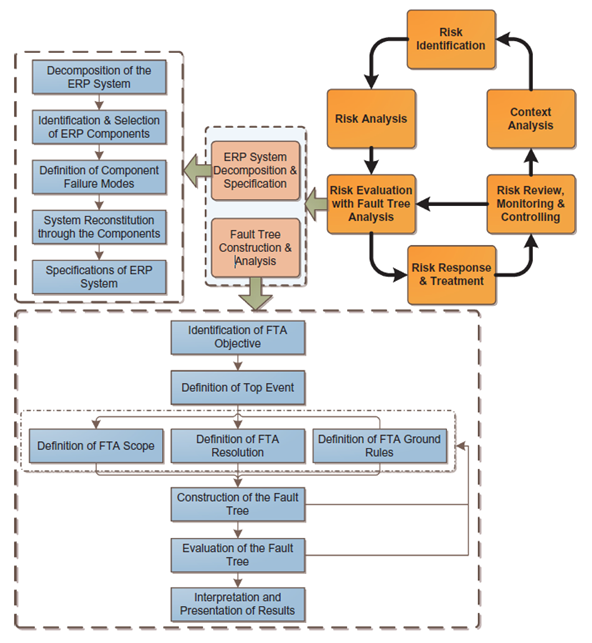 Decomposition of the
ERP System
Identification & Selection
of ERP Components
Definition of Component
Failure Modes
System Reconstitution
through the Components
Specifications of ERP
System
ERP System
Decomposition &
Specification
Fault Tree
Construction &
Analysis
Risk
Identification
Risk Analysis
Context
Analysis
Risk Evaluation
with Fault Tree
Analysis
Risk Review,
Monitoring &
Controlling
Risk Response
& Treatment
Identification of FTA
Objective
Definition of Top Event
Definition of FTA Scope
Definition of FTA
Resolution
Definition of FTA Ground
Rules
Construction of the Fault
Tree
Evaluation of the Fault
Tree
Interpretation and
Presentation of Results